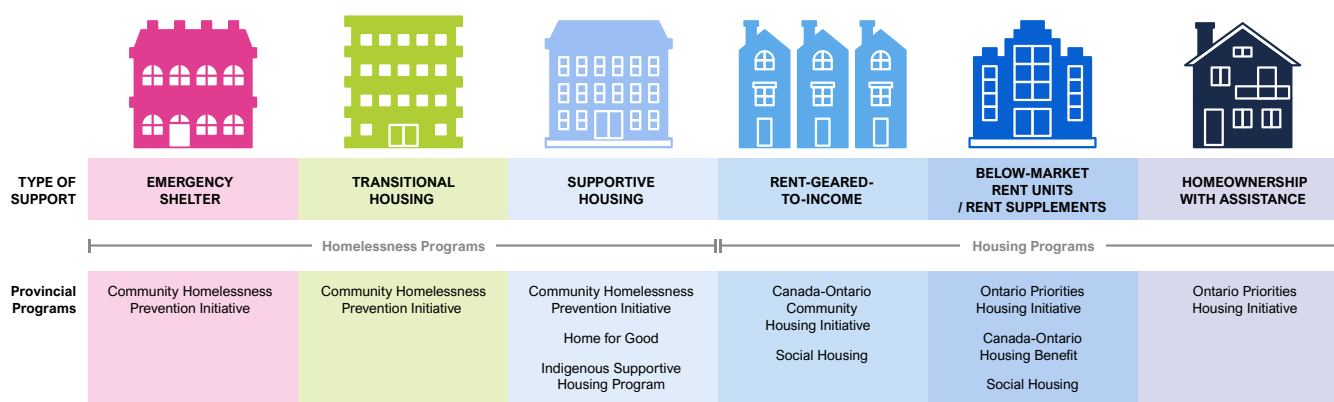 TYPE OF
SUPPORT
EMERGENCY
SHELTER
TRANSITIONAL
HOUSING
SUPPORTIVE
HOUSING
RENT-GEARED-
TO-INCOME
BELOW-MARKET
RENT UNITS
/ RENT SUPPLEMENTS
HOMEOWNERSHIP
WITH ASSISTANCE
Homelessness Programs
Housing Programs
Provincial
Programs
Community Homelessness
Prevention Initiative
Community Homelessness
Prevention Initiative
Community Homelessness
Prevention Initiative
Home for Good
Indigenous Supportive
Housing Program
Canada-Ontario
Community
Housing Initiative
Social Housing
Ontario Priorities
Housing Initiative
Canada-Ontario
Housing Benefit
Social Housing
Ontario Priorities
Housing Initiative